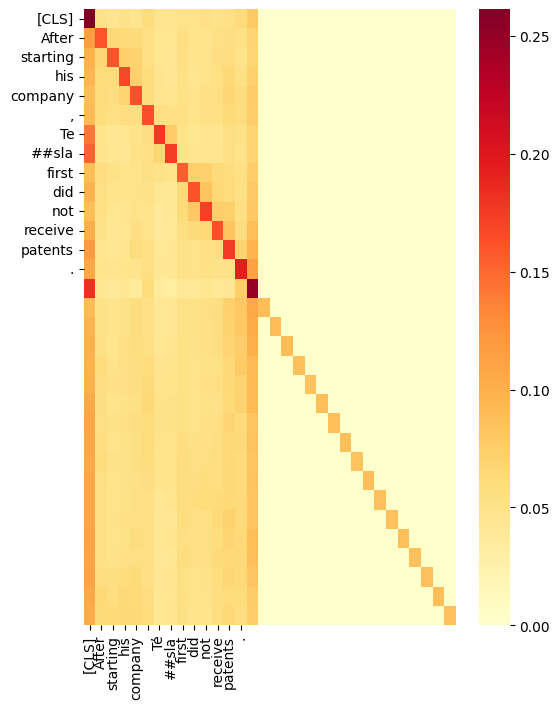 [CLS]
After
starting
his
company
,
Te
##sla
first
did
not
receive
patents
.
0.25
0.20
0.15
0.10
0.05
0.00
[CLS]
After
starting
his
company
,
Te
##sla
first
did
not
receive
patents
.